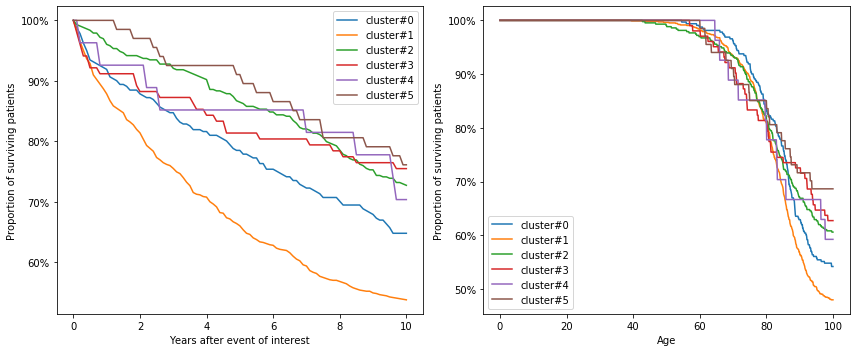 100%
90%
80%
70%
60%
Proportion of surviving patients
0
2
4
6
8
10
Years after event of interest
cluster#0
cluster#1
cluster#2
cluster#3
cluster#4
cluster#5
100%
90%
80%
70%
60%
50%
Proportion of surviving patients
0
20
40
60
80
100
Age
cluster#0
cluster#1
cluster#2
cluster#3
cluster#4
cluster#5